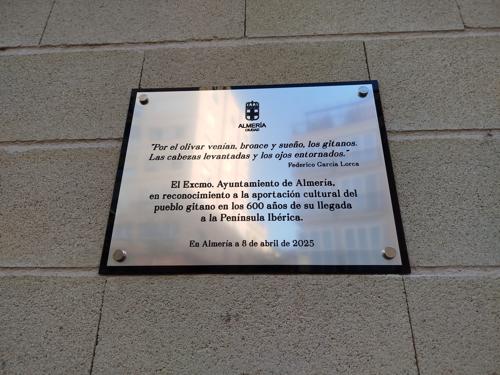 ALMERÍA
CIUDAD
"Por el olivar venían, bronce y sueño, los gitanos.
Las cabezas levantadas y los ojos entornados."
Federico García Lorca
El Excmo. Ayuntamiento de Almería,
en reconocimiento a la aportación cultural del
pueblo gitano en los 600 años de su llegada
a la Península Ibérica.
En Almería a 8 de abril de 2025